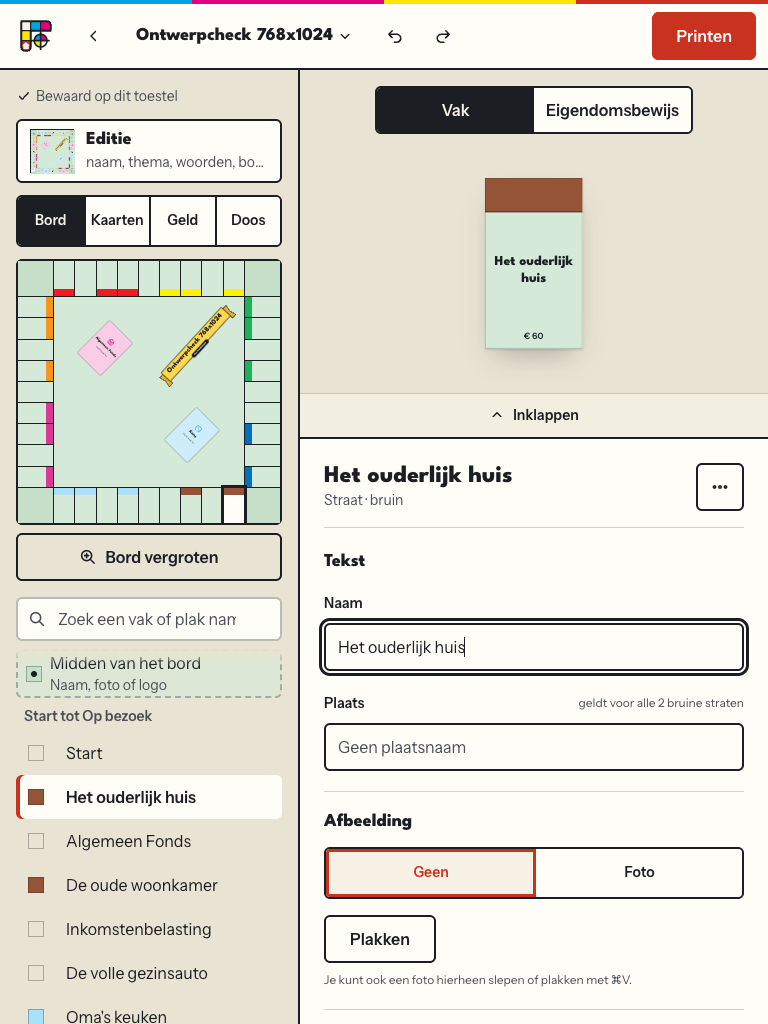 Ontwerpcheck 768x1024
Printen
Bewaard op dit toestel
Editie
naam, thema, woorden, bo...
Bord
Kaarten
Geld
Doos
Ontwerpcheck 768x1024
Bord vergroten
Zoek een vak of plak nam
Midden van het bord
Naam, foto of logo
Start tot Op bezoek
Start
Het ouderlijk huis
Algemeen Fonds
De oude woonkamer
Inkomstenbelasting
De volle gezinsauto
Oma's keuken
Vak
Eigendomsbewijs
Het ouderlijk
huis
€ 60
Inklappen
Het ouderlijk huis
Straat · bruin
Tekst
Naam
Het ouderlijk huis
Plaats
geldt voor alle 2 bruine straten
Geen plaatsnaam
Afbeelding
Geen
Foto
Plakken
Je kunt ook een foto hierheen slepen of plakken met ⌘V.